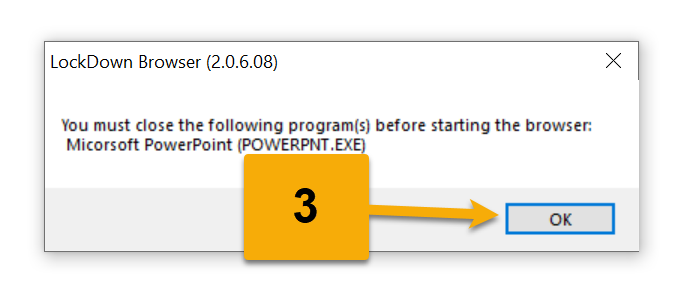 LockDown Browser (2.0.6.08)
You must close the following program(s) before starting the browser:
Micorsoft PowerPoint (POWERPNT.EXE)
3
OK